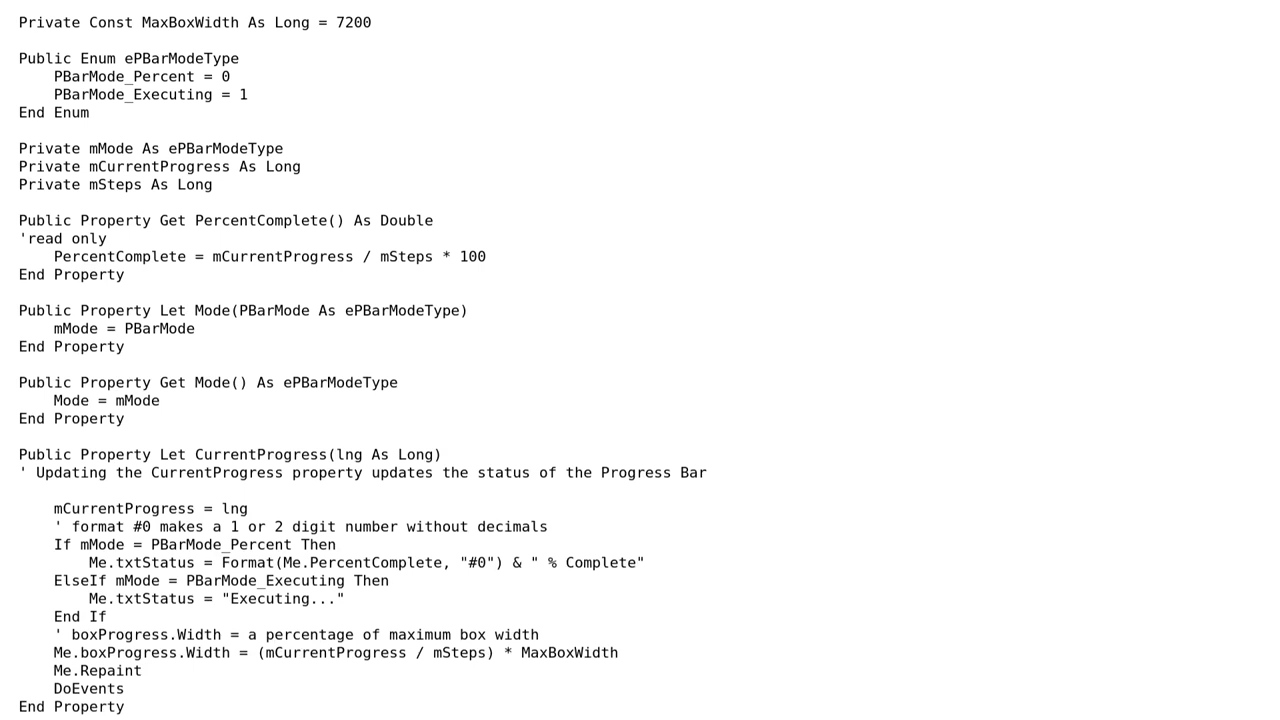 Private Const MaxBoxWidth As Long = 7200

Public Enum ePBarModeType
    PBarMode_Percent = 0
    PBarMode_Executing = 1
End Enum

Private mMode As ePBarModeType
Private mCurrentProgress As Long
Private mSteps As Long

Public Property Get PercentComplete() As Double
'read only
    PercentComplete = mCurrentProgress / mSteps * 100
End Property

Public Property Let Mode(PBarMode As ePBarModeType)
    mMode = PBarMode
End Property

Public Property Get Mode() As ePBarModeType
    Mode = mMode
End Property

Public Property Let CurrentProgress(lng As Long)
' Updating the CurrentProgress property updates the status of the Progress Bar

    mCurrentProgress = lng
    ' format #0 makes a 1 or 2 digit number without decimals
    If mMode = PBarMode_Percent Then
        Me.txtStatus = Format(Me.PercentComplete, "#0") & " % Complete"
    ElseIf mMode = PBarMode_Executing Then
        Me.txtStatus = "Executing..."
    End If
    ' boxProgress.Width = a percentage of maximum box width
    Me.boxProgress.Width = (mCurrentProgress / mSteps) * MaxBoxWidth
    Me.Repaint
    DoEvents
End Property